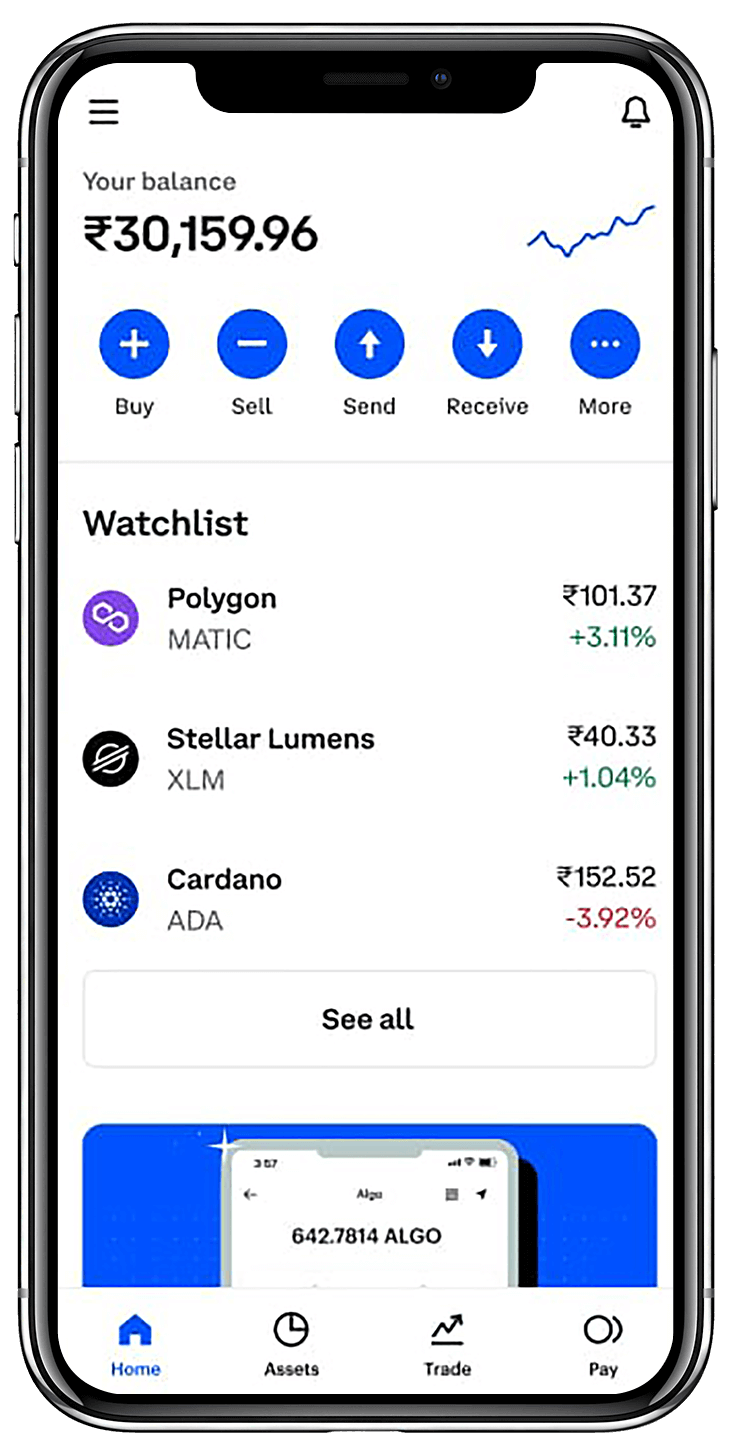 Your balance
₹30,159.96
Buy Sell Send Receive More
Watchlist
Polygon ₹101.37
MATIC +3.11%
Stellar Lumens ₹40.33
XLM +1.04%
Cardano ₹152.52
ADA -3.92%
See all
3:57
Algo
642.7814 ALGO
Home Assets Trade Pay